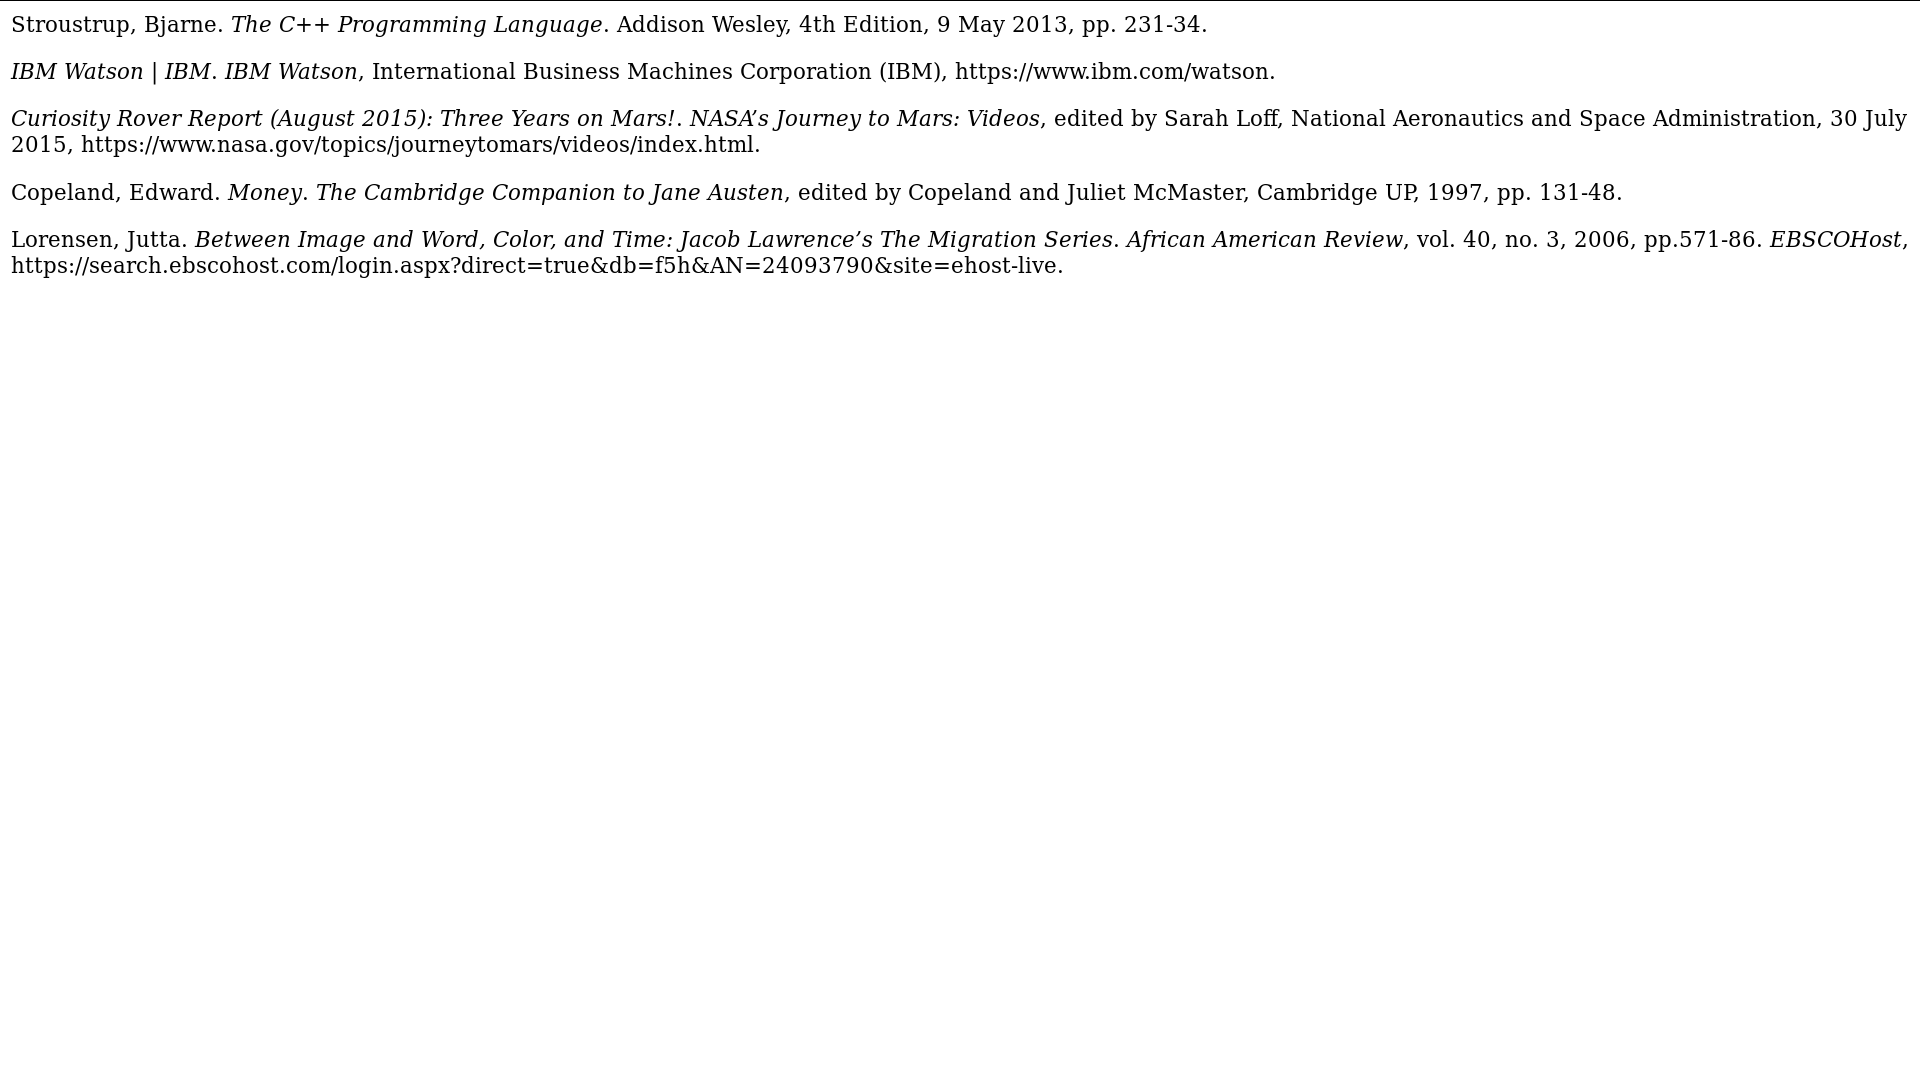 Stroustrup, Bjarne. The C++ Programming Language. Addison Wesley, 4th Edition, 9 May 2013, pp. 231-34.
IBM Watson | IBM. IBM Watson, International Business Machines Corporation (IBM), https://www.ibm.com/watson.
Curiosity Rover Report (August 2015): Three Years on Mars!. NASA’s Journey to Mars: Videos, edited by Sarah Loff, National Aeronautics and Space Administration, 30 July
2015, https://www.nasa.gov/topics/journeytomars/videos/index.html.
Copeland, Edward. Money. The Cambridge Companion to Jane Austen, edited by Copeland and Juliet McMaster, Cambridge UP, 1997, pp. 131-48.
Lorensen, Jutta. Between Image and Word, Color, and Time: Jacob Lawrence’s The Migration Series. African American Review, vol. 40, no. 3, 2006, pp.571-86. EBSCOHost,
https://search.ebscohost.com/login.aspx?direct=true&db=f5h&AN=24093790&site=ehost-live.